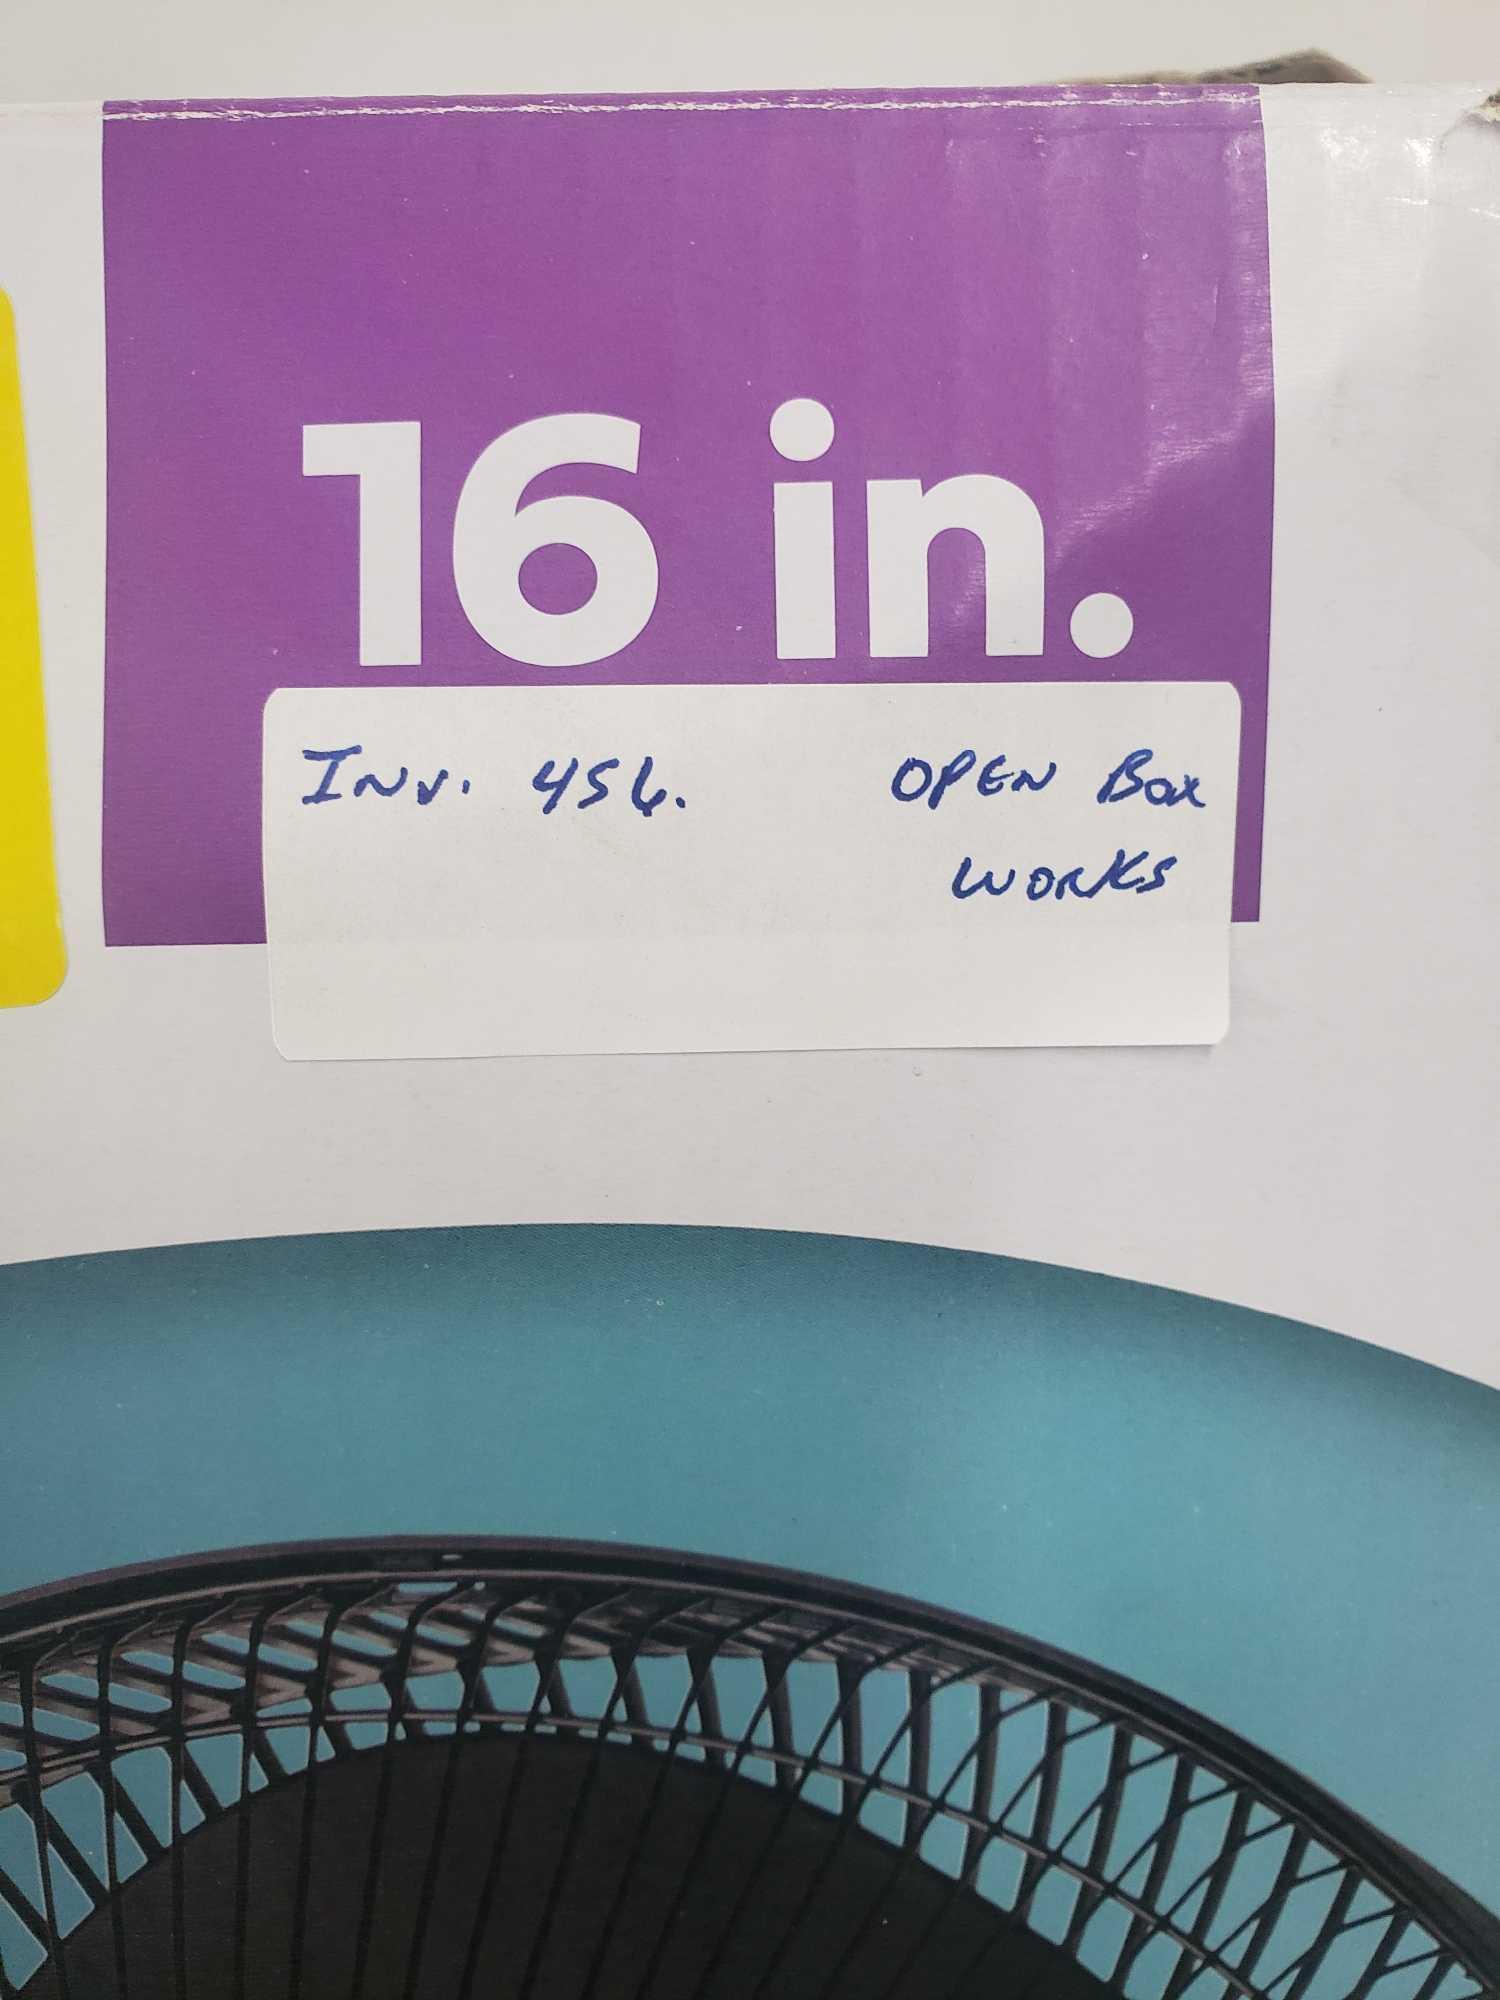 16 in.
Inv. 456. OPEN Box
WORKS